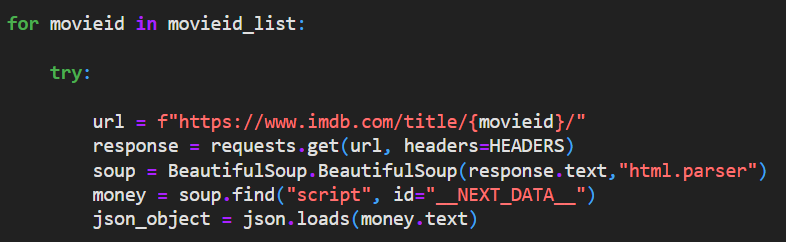 for movieid in movieid_list:
try:
url = f"https://www.imdb.com/title/{movieid}/"
response = requests.get(url, headers=HEADERS)
soup = BeautifulSoup.BeautifulSoup(response.text,"html.parser")
money = soup.find("script", id="__NEXT_DATA__")
json_object = json.loads(money.text)